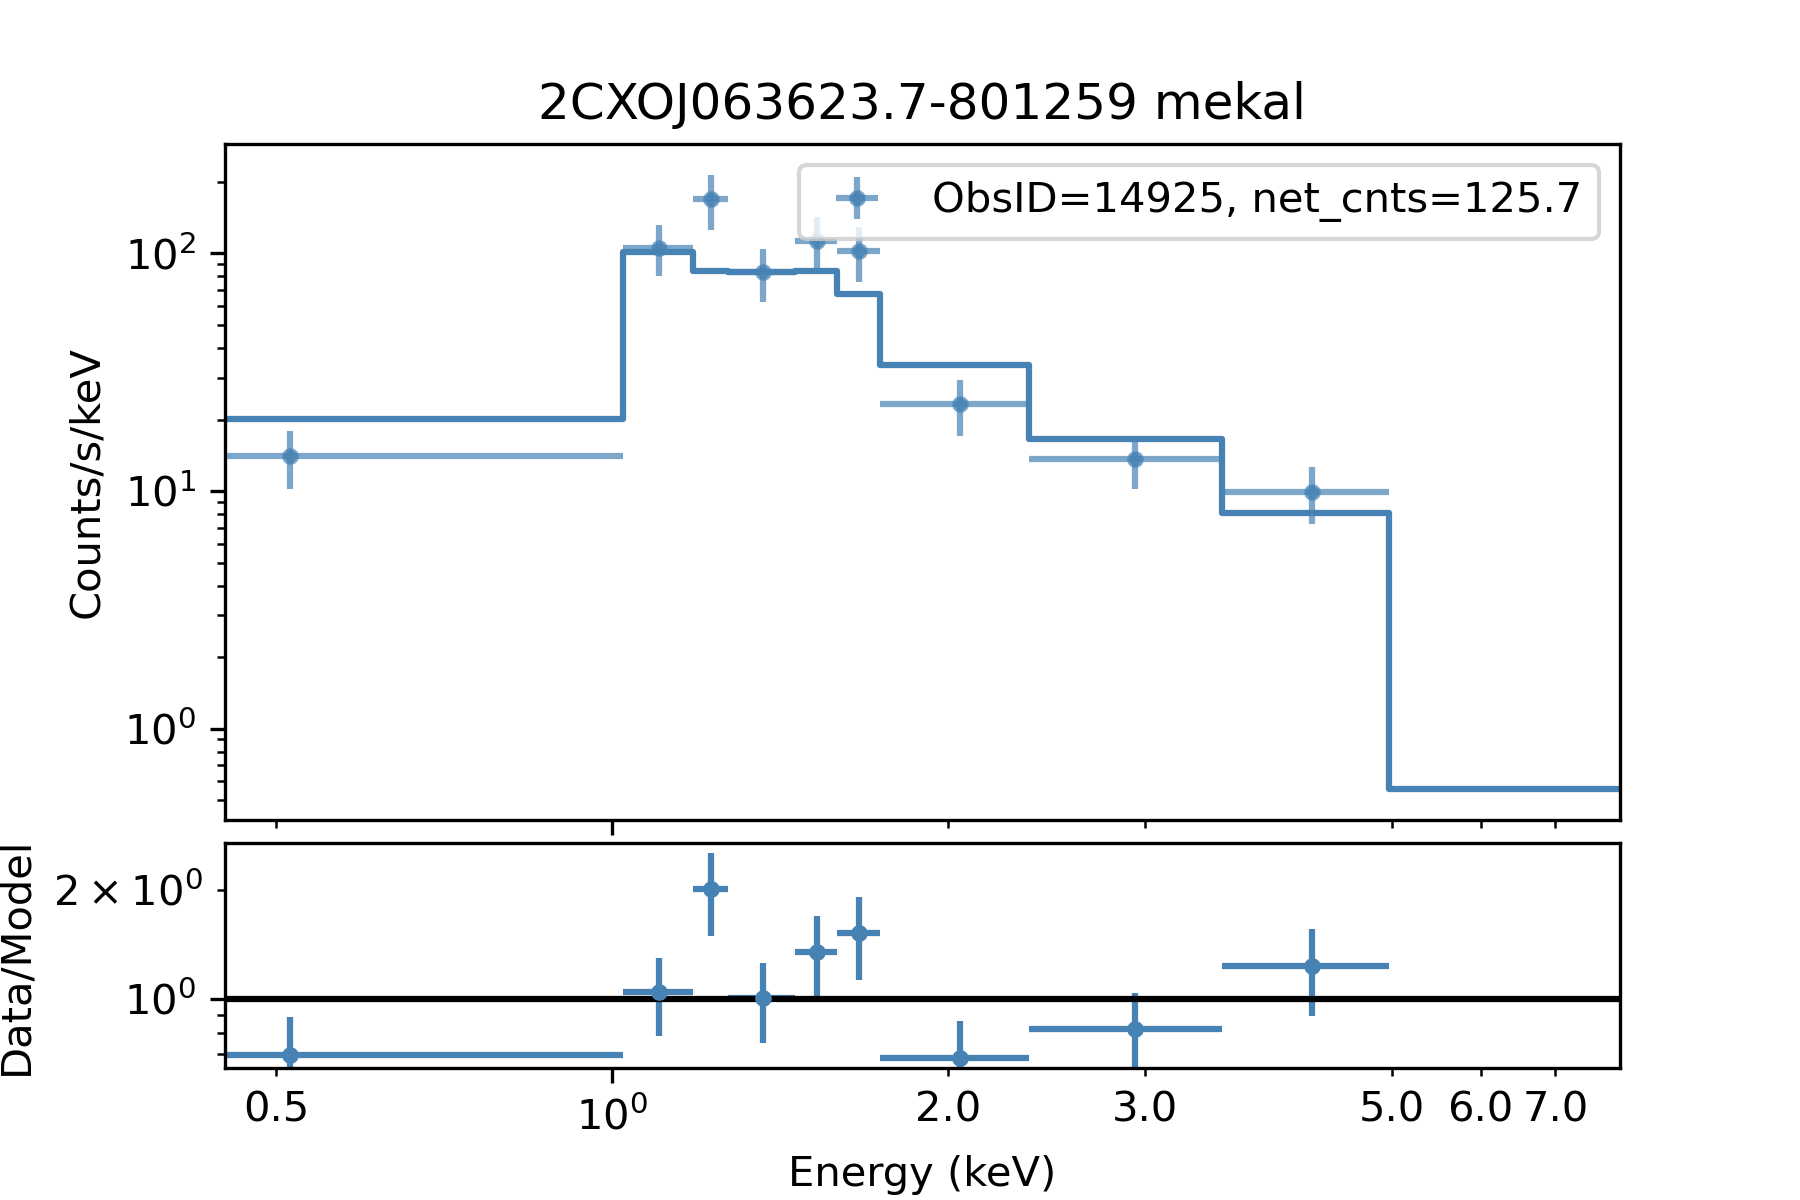 2CXOJ063623.7-801259 mekal
ObsID=14925, net_cnts=125.7
Counts/s/keV
10²
10¹
10⁰
Data/Model
2 × 10⁰
10⁰
0.5
10⁰
2.0
3.0
5.0
6.0
7.0
Energy (keV)